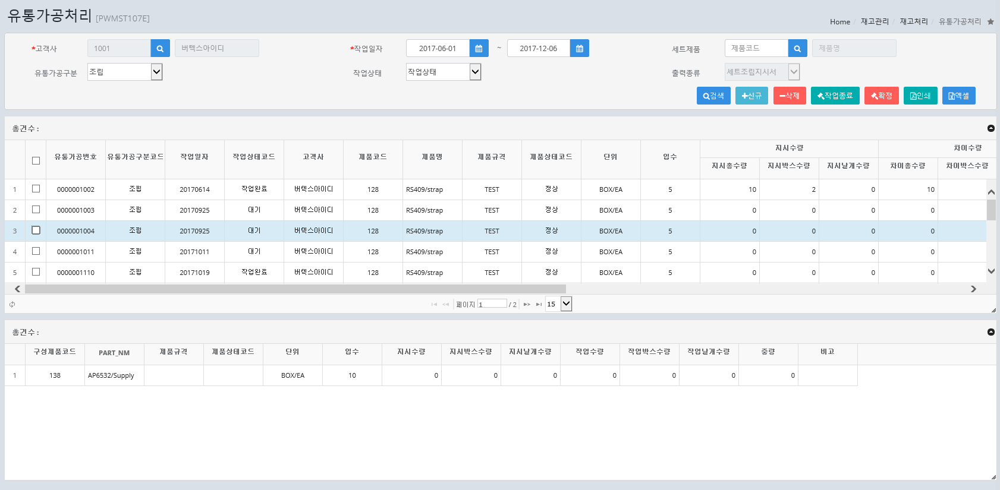 유통가공처리 [PWMST107E]
Home / 재고관리 / 재고처리 / 유통가공처리
*고객사 1001 버텍스아이디 *작업일자 2017-06-01 ~ 2017-12-06 세트제품 제품코드 제품명
유통가공구분 조립 작업상태 작업상태 출력종류 세트조립지시서
검색 신규 삭제 작업종료 확정 인쇄 엑셀
총건수 :
유통가공번호 유통가공구분코드 작업일자 작업상태코드 고객사 제품코드 제품명 제품규격 제품상태코드 단위 입수 지시수량 차이수량
지시총수량 지시박스수량 지시낱개수량 차이총수량 차이박스수량
1 0000001002 조립 20170614 작업완료 버텍스아이디 128 RS409/strap TEST 정상 BOX/EA 5 10 2 0 10
2 0000001003 조립 20170925 대기 버텍스아이디 128 RS409/strap TEST 정상 BOX/EA 5 0 0 0 0
3 0000001004 조립 20170925 대기 버텍스아이디 128 RS409/strap TEST 정상 BOX/EA 5 0 0 0 0
4 0000001011 조립 20171011 대기 버텍스아이디 128 RS409/strap TEST 정상 BOX/EA 5 0 0 0 0
5 0000001110 조립 20171019 작업완료 버텍스아이디 128 RS409/strap TEST 정상 BOX/EA 5 0 0 0 0
페이지 1 / 2 15
총건수 :
구성제품코드 PART_NM 제품규격 제품상태코드 단위 입수 지시수량 지시박스수량 지시낱개수량 작업수량 작업박스수량 작업낱개수량 중량 비고
1 138 AP6532/Supply BOX/EA 10 0 0 0 0 0 0 0